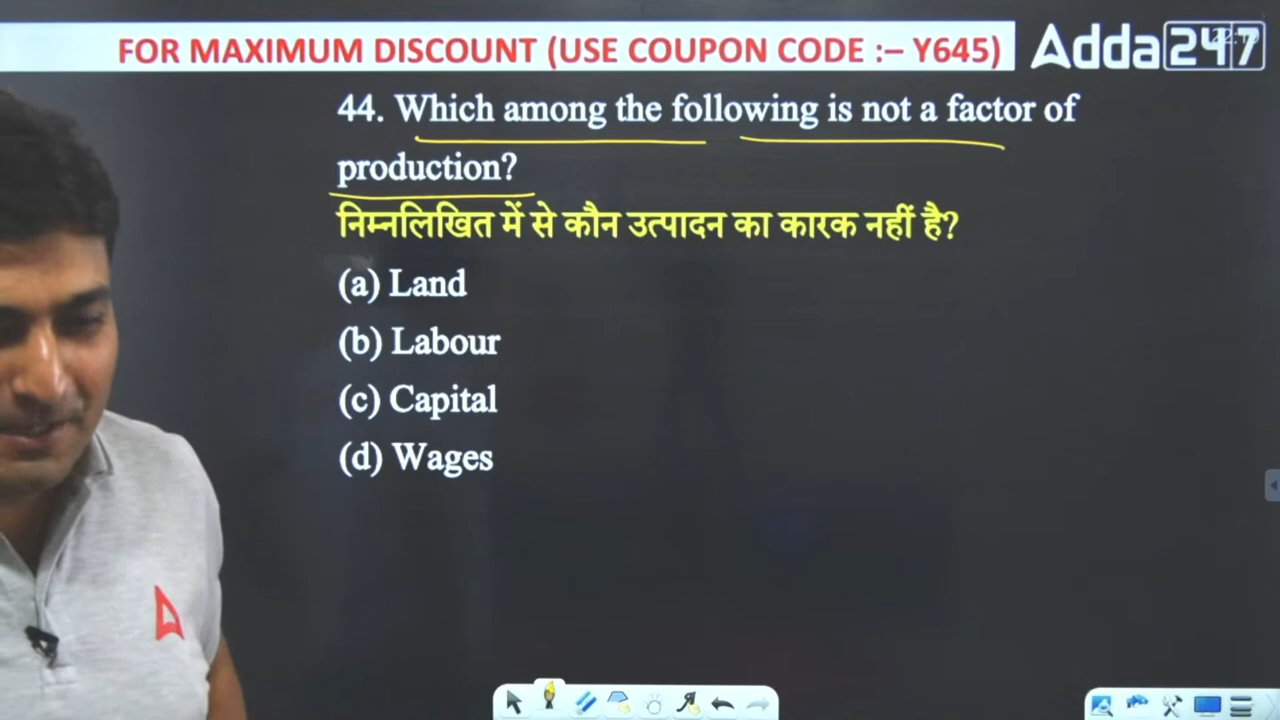 FOR MAXIMUM DISCOUNT (USE COUPON CODE :– Y645)
Adda247
44. Which among the following is not a factor of
production?
निम्नलिखित में से कौन उत्पादन का कारक नहीं है?
(a) Land
(b) Labour
(c) Capital
(d) Wages